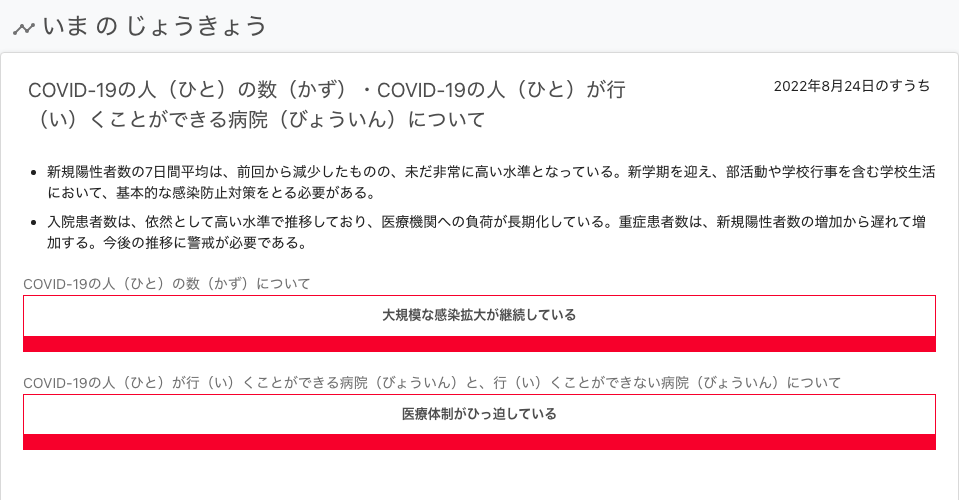 いま の じょうきょう
COVID-19の人（ひと）の数（かず）・COVID-19の人（ひと）が行
（い）くことができる病院（びょういん）について
2022年8月24日のすうち
• 新規陽性者数の7日間平均は、前回から減少したものの、未だ非常に高い水準となっている。新学期を迎え、部活動や学校行事を含む学校生活
において、基本的な感染防止対策をとる必要がある。
• 入院患者数は、依然として高い水準で推移しており、医療機関への負荷が長期化している。重症患者数は、新規陽性者数の増加から遅れて増
加する。今後の推移に警戒が必要である。
COVID-19の人（ひと）の数（かず）について
大規模な感染拡大が継続している
COVID-19の人（ひと）が行（い）くことができる病院（びょういん）と、行（い）くことができない病院（びょういん）について
医療体制がひっ迫している